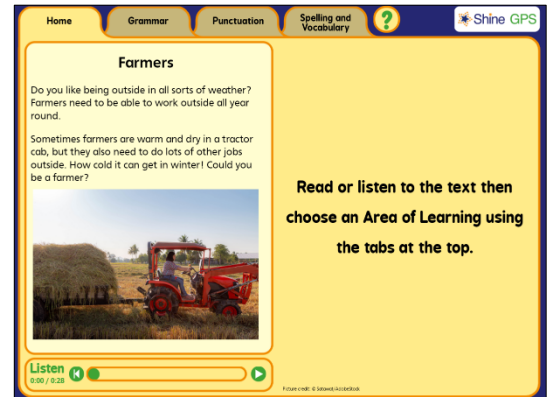 Home
Grammar
Punctuation
Spelling and
Vocabulary
?
Shine GPS
Farmers
Do you like being outside in all sorts of weather?
Farmers need to be able to work outside all year
round.
Sometimes farmers are warm and dry in a tractor
cab, but they also need to do lots of other jobs
outside. How cold it can get in winter! Could you
be a farmer?
Read or listen to the text then
choose an Area of Learning using
the tabs at the top.
Listen
0:00 / 0:28
Picture credit: ©